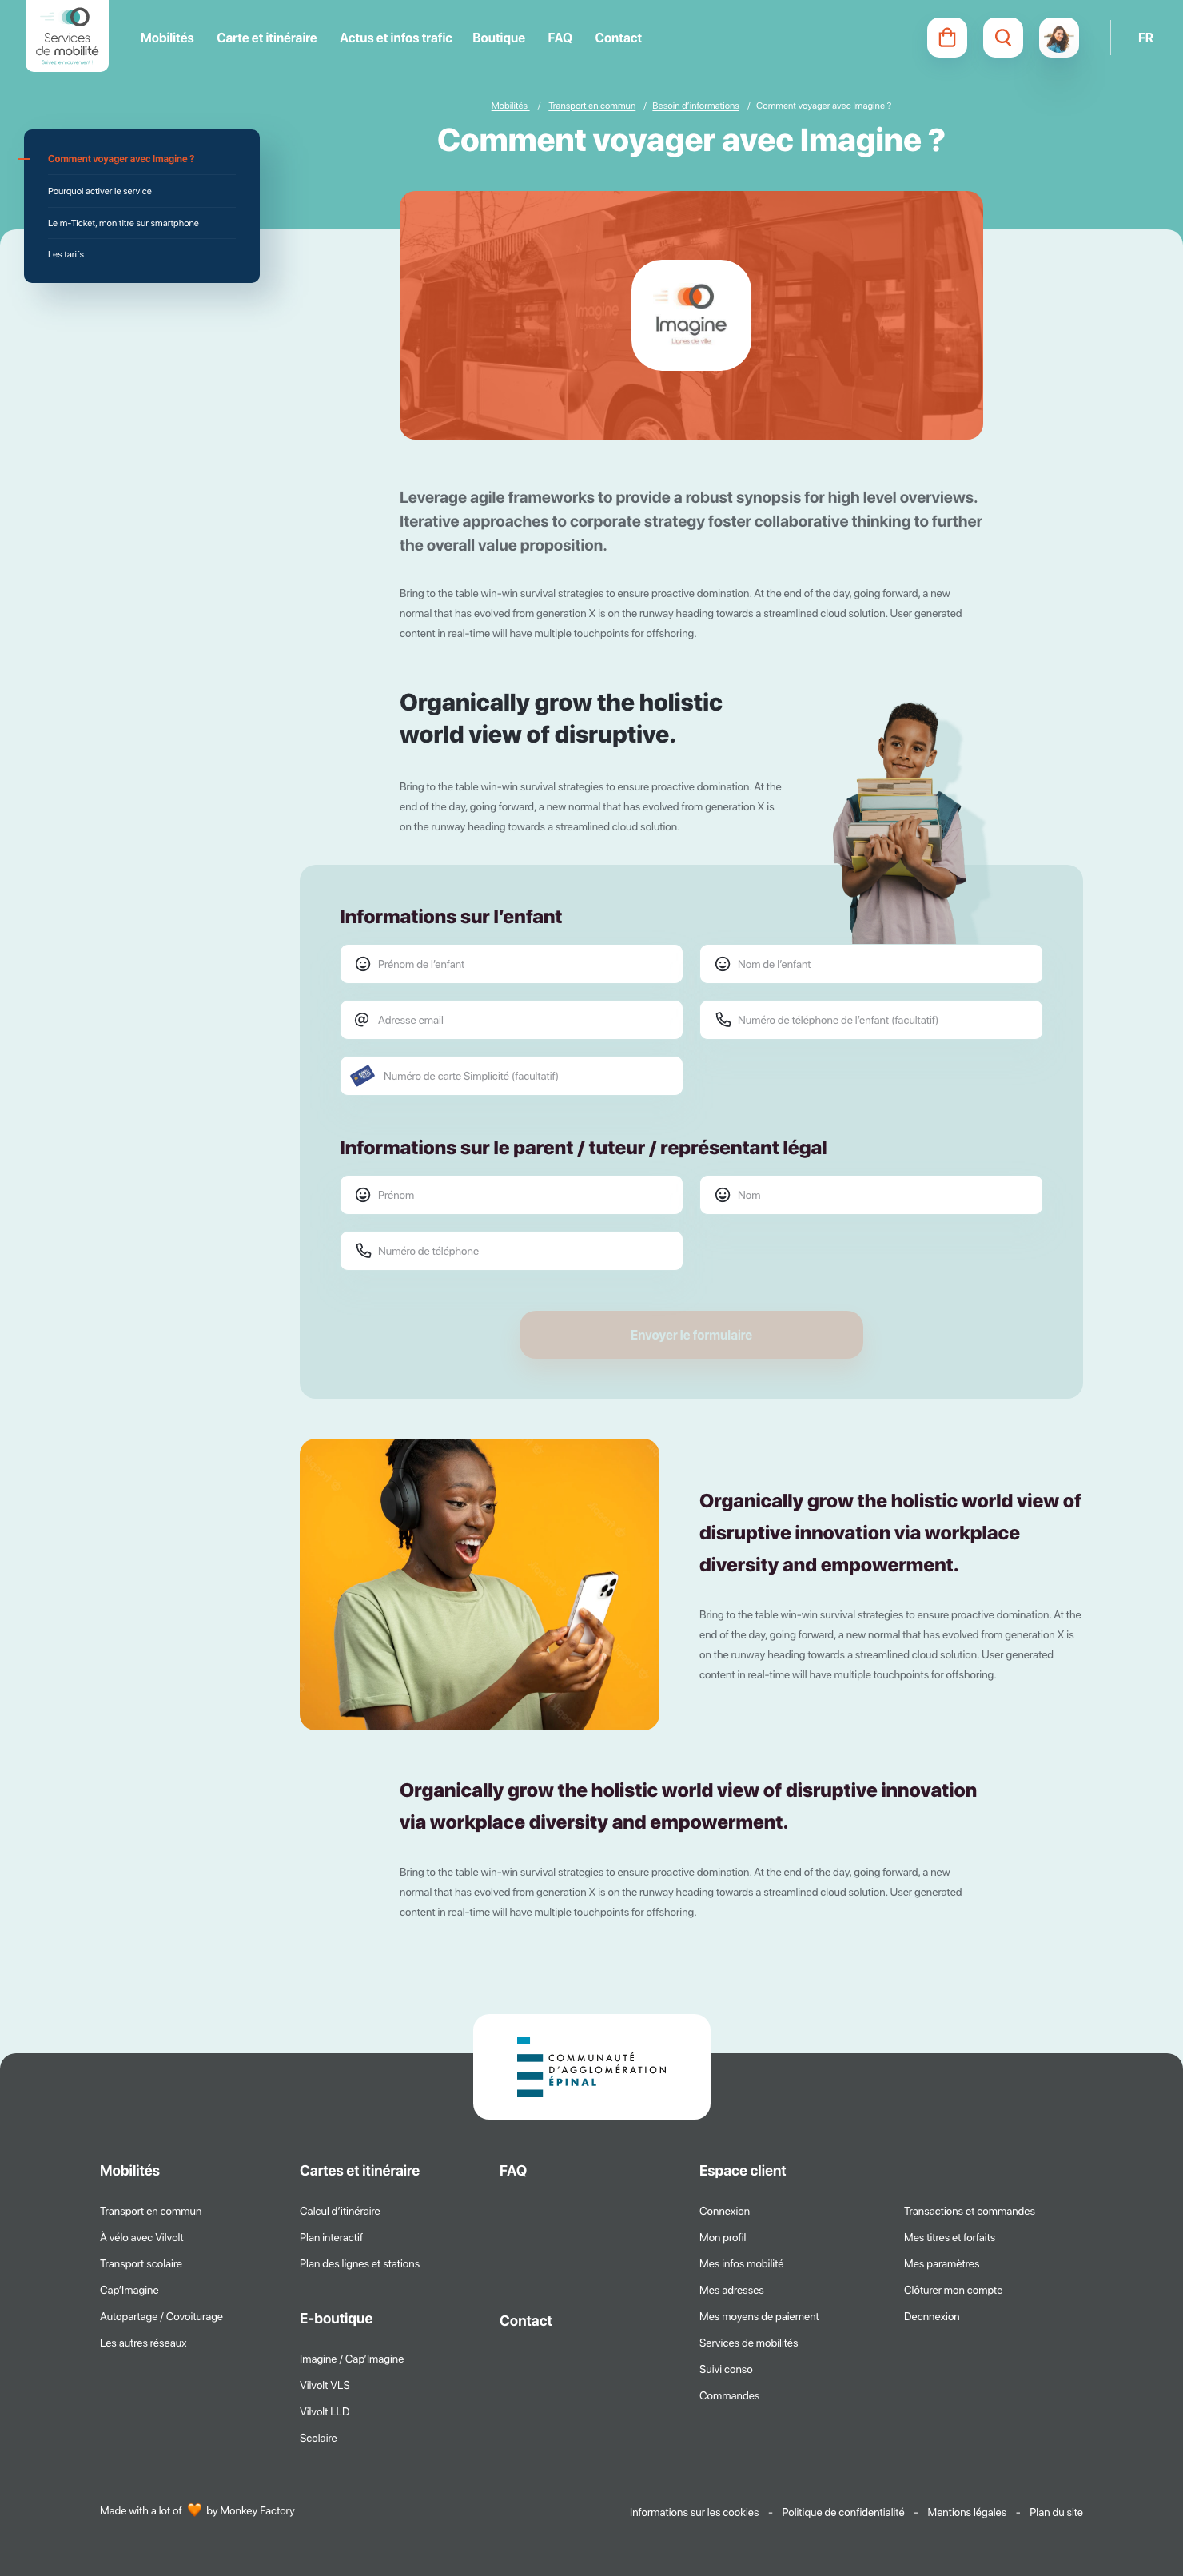 Services
de mobilité
Suivez le mouvement !
Mobilités
Carte et itinéraire
Actus et infos trafic
Boutique
FAQ
Contact
FR
Mobilités / Transport en commun / Besoin d'informations / Comment voyager avec Imagine ?
Comment voyager avec Imagine ?
Comment voyager avec Imagine ?
Pourquoi activer le service
Le m-Ticket, mon titre sur smartphone
Les tarifs
Imagine
Imagine
Lignes de ville
Leverage agile frameworks to provide a robust synopsis for high level overviews.
Iterative approaches to corporate strategy foster collaborative thinking to further
the overall value proposition.
Bring to the table win-win survival strategies to ensure proactive domination. At the end of the day, going forward, a new
normal that has evolved from generation X is on the runway heading towards a streamlined cloud solution. User generated
content in real-time will have multiple touchpoints for offshoring.
Organically grow the holistic
world view of disruptive.
Bring to the table win-win survival strategies to ensure proactive domination. At the
end of the day, going forward, a new normal that has evolved from generation X is
on the runway heading towards a streamlined cloud solution.
Informations sur l'enfant
Prénom de l'enfant
Nom de l'enfant
Adresse email
Numéro de téléphone de l'enfant (facultatif)
Numéro de carte Simplicité (facultatif)
Informations sur le parent / tuteur / représentant légal
Prénom
Nom
Numéro de téléphone
Envoyer le formulaire
Organically grow the holistic world view of
disruptive innovation via workplace
diversity and empowerment.
Bring to the table win-win survival strategies to ensure proactive domination. At the
end of the day, going forward, a new normal that has evolved from generation X is
on the runway heading towards a streamlined cloud solution. User generated
content in real-time will have multiple touchpoints for offshoring.
Organically grow the holistic world view of disruptive innovation
via workplace diversity and empowerment.
Bring to the table win-win survival strategies to ensure proactive domination. At the end of the day, going forward, a new
normal that has evolved from generation X is on the runway heading towards a streamlined cloud solution. User generated
content in real-time will have multiple touchpoints for offshoring.
COMMUNAUTÉ
D'AGGLOMÉRATION
ÉPINAL
Mobilités
Transport en commun
À vélo avec Vilvolt
Transport scolaire
Cap'Imagine
Autopartage / Covoiturage
Les autres réseaux
Cartes et itinéraire
Calcul d'itinéraire
Plan interactif
Plan des lignes et stations
E-boutique
Imagine / Cap'Imagine
Vilvolt VLS
Vilvolt LLD
Scolaire
FAQ
Contact
Espace client
Connexion
Mon profil
Mes infos mobilité
Mes adresses
Mes moyens de paiement
Services de mobilités
Suivi conso
Commandes
Transactions et commandes
Mes titres et forfaits
Mes paramètres
Clôturer mon compte
Decnnexion
Made with a lot of 🧡 by Monkey Factory
Informations sur les cookies - Politique de confidentialité - Mentions légales - Plan du site